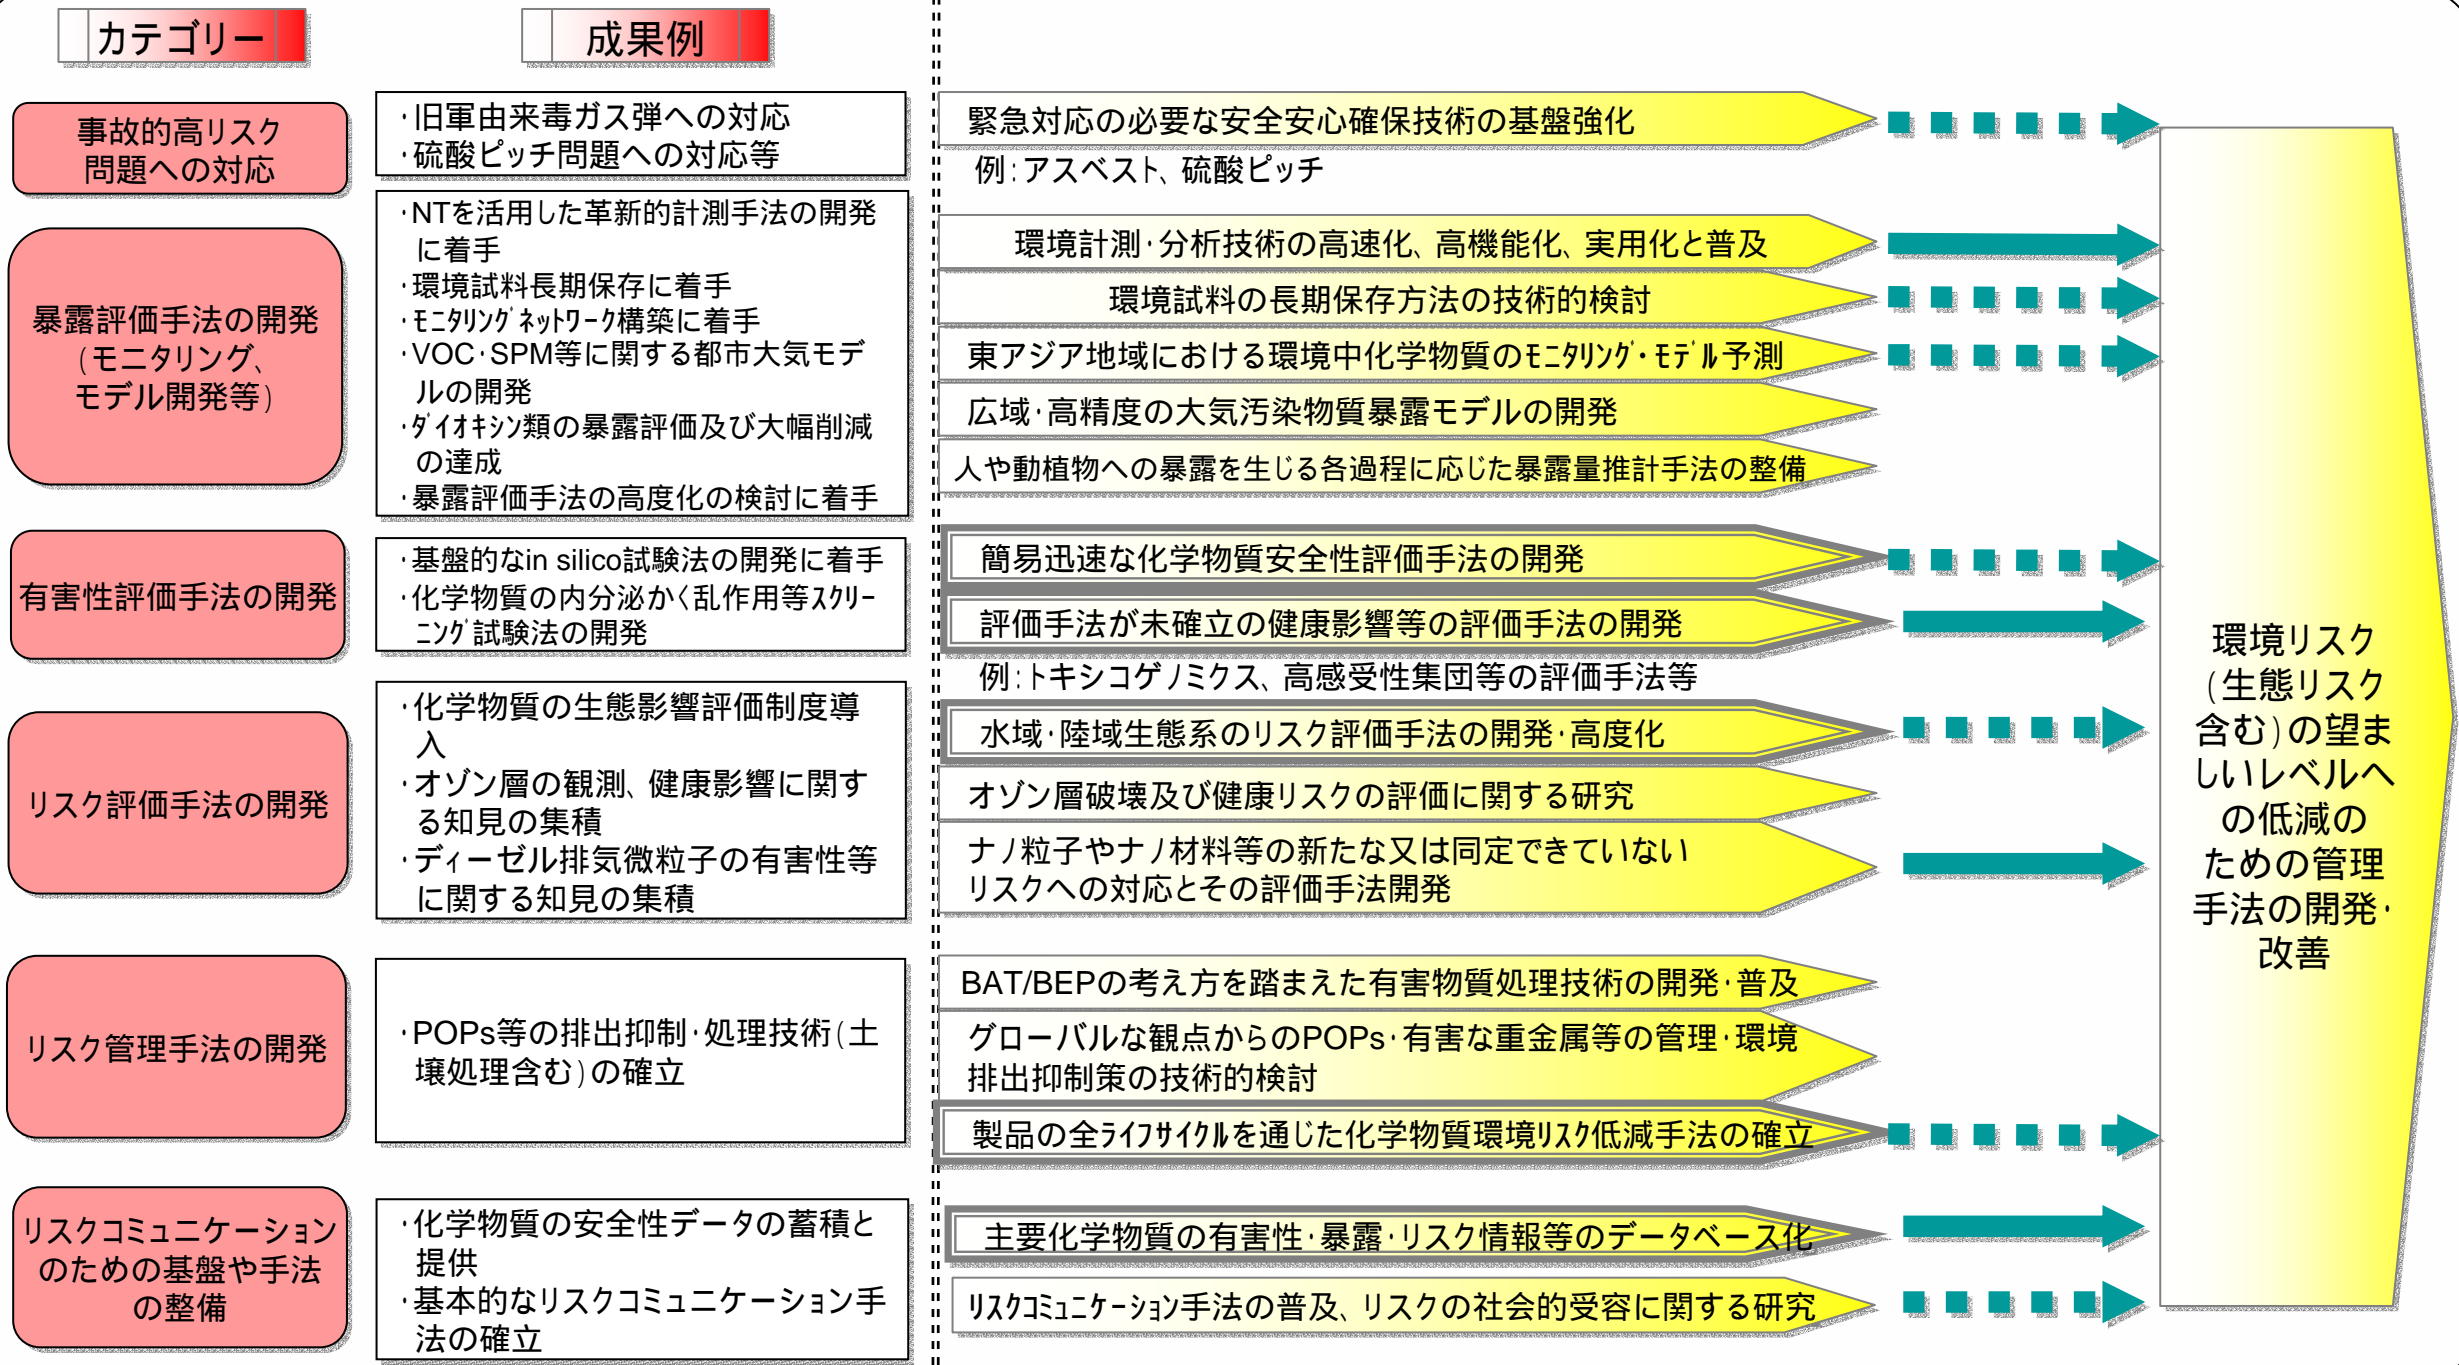 カテゴリー
成果例
事故的高リスク
問題への対応
・旧軍由来毒ガス弾への対応
・硫酸ピッチ問題への対応等
緊急対応の必要な安全安心確保技術の基盤強化
例：アスベスト、硫酸ピッチ
暴露評価手法の開発
（モニタリング、
モデル開発等）
・NTを活用した革新的計測手法の開発
に着手
・環境試料長期保存に着手
・ﾓﾆﾀﾘﾝｸﾞﾈｯﾄﾜｰｸ構築に着手
・VOC・SPM等に関する都市大気モデ
ルの開発
・ﾀﾞｲｵｷｼﾝ類の暴露評価及び大幅削減
の達成
・暴露評価手法の高度化の検討に着手
環境計測・分析技術の高速化、高機能化、実用化と普及
環境試料の長期保存方法の技術的検討
東アジア地域における環境中化学物質のﾓﾆﾀﾘﾝｸﾞ・ﾓﾃﾞﾙ予測
広域・高精度の大気汚染物質暴露モデルの開発
人や動植物への暴露を生じる各過程に応じた暴露量推計手法の整備
有害性評価手法の開発
・基盤的なin silico試験法の開発に着手
・化学物質の内分泌かく乱作用等ｽｸﾘｰ
ﾆﾝｸﾞ試験法の開発
簡易迅速な化学物質安全性評価手法の開発
評価手法が未確立の健康影響等の評価手法の開発
例：トキシコゲノミクス、高感受性集団等の評価手法等
リスク評価手法の開発
・化学物質の生態影響評価制度導
入
・オゾン層の観測、健康影響に関す
る知見の集積
・ディーゼル排気微粒子の有害性等
に関する知見の集積
水域・陸域生態系のリスク評価手法の開発・高度化
オゾン層破壊及び健康リスクの評価に関する研究
ナノ粒子やナノ材料等の新たな又は同定できていない
リスクへの対応とその評価手法開発
リスク管理手法の開発
・POPs等の排出抑制・処理技術（土
壌処理含む）の確立
BAT/BEPの考え方を踏まえた有害物質処理技術の開発・普及
グローバルな観点からのPOPs・有害な重金属等の管理・環境
排出抑制策の技術的検討
製品の全ﾗｲﾌｻｲｸﾙを通じた化学物質環境ﾘｽｸ低減手法の確立
リスクコミュニケーション
のための基盤や手法
の整備
・化学物質の安全性データの蓄積と
提供
・基本的なリスクコミュニケーション手
法の確立
主要化学物質の有害性・暴露・リスク情報等のデータベース化
ﾘｽｸｺﾐｭﾆｹｰｼｮﾝ手法の普及、リスクの社会的受容に関する研究
環境リスク
（生態リスク
含む）の望ま
しいレベルへ
の低減の
ための管理
手法の開発・
改善